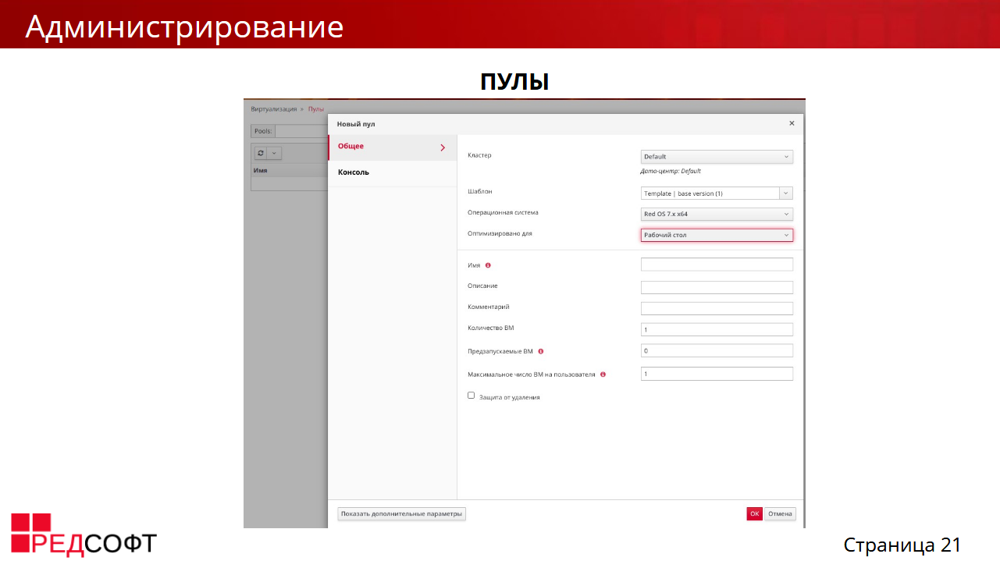 Администрирование
ПУЛЫ
Виртуализация » Пулы
Новый пул
Pools:
Общее
Имя
Консоль
Кластер
Default
Дата-центр: Default
Шаблон
Template | base version (1)
Операционная система
Red OS 7.x x64
Оптимизировано для
Рабочий стол
Имя
Описание
Комментарий
Количество ВМ
1
Предзапускаемые ВМ
0
Максимальное число ВМ на пользователя
1
Защита от удаления
Показать дополнительные параметры
OK
Отмена
РЕДСОФТ
Страница 21